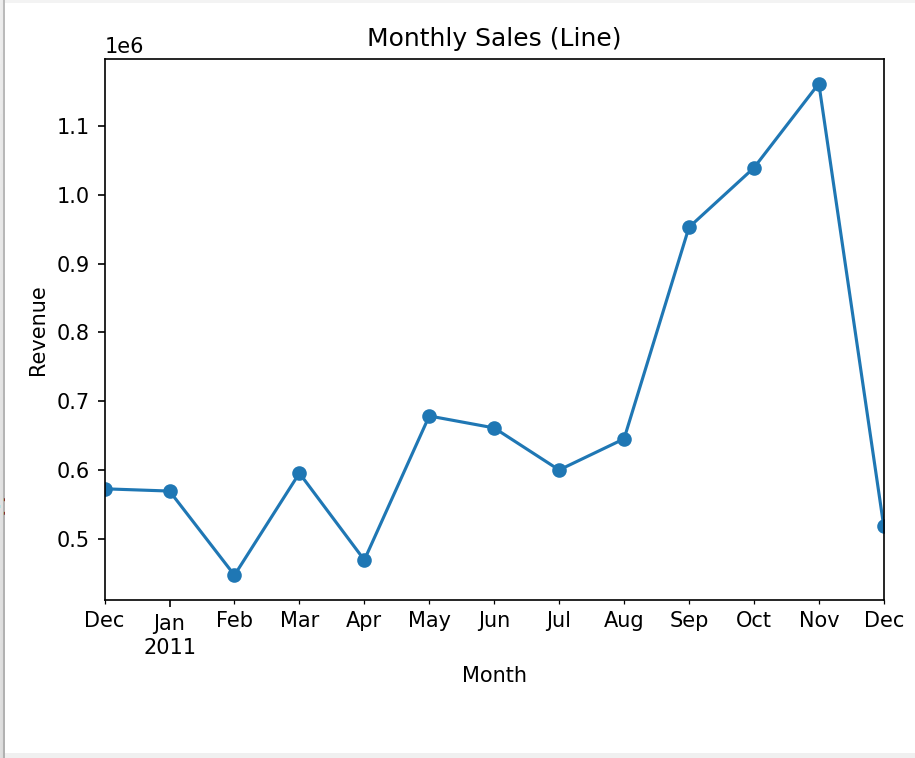 Monthly Sales (Line)
1e6
1.1
1.0
0.9
0.8
0.7
0.6
0.5
Revenue
Dec Jan Feb Mar Apr May Jun Jul Aug Sep Oct Nov Dec
2011
Month